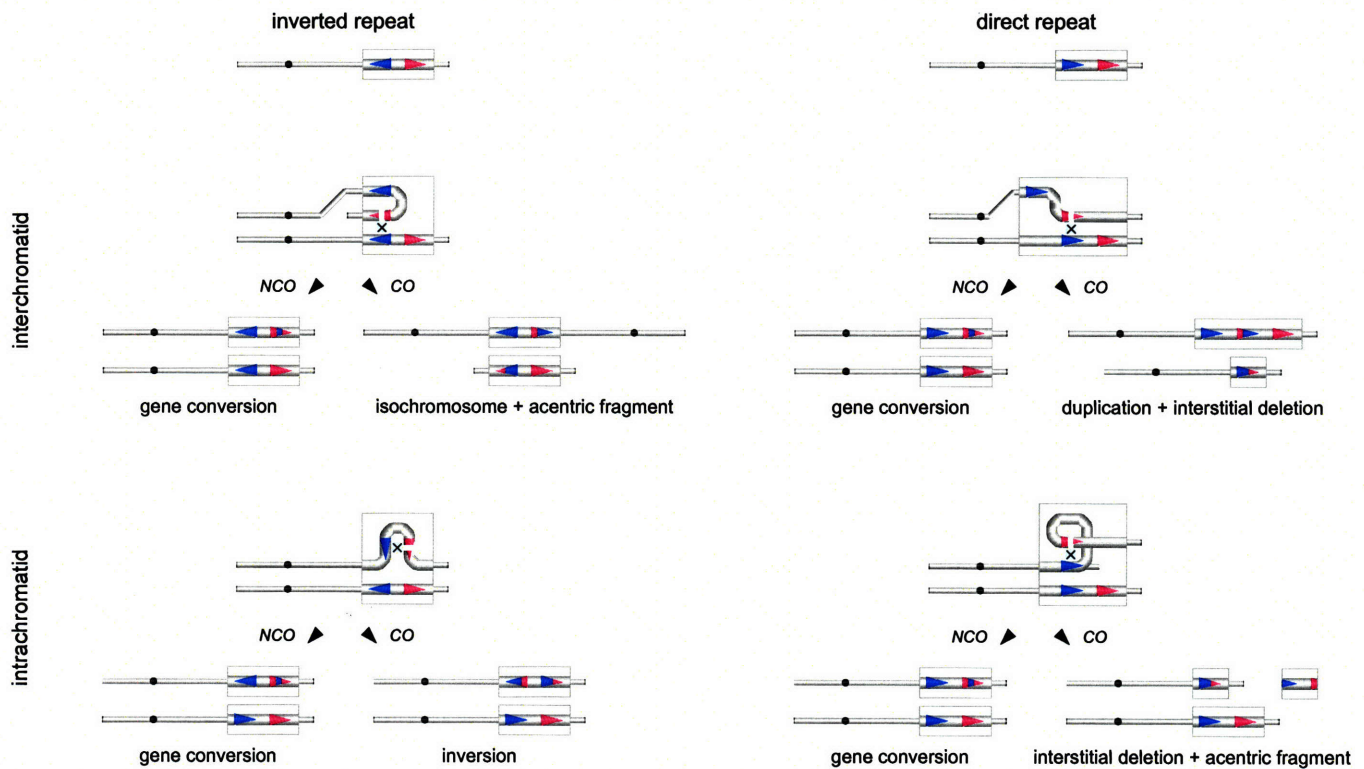 inverted repeat
direct repeat
interchromatid
NCO CO
NCO CO
gene conversion
isochromosome + acentric fragment
gene conversion
duplication + interstitial deletion
intrachromatid
NCO CO
NCO CO
gene conversion
inversion
gene conversion
interstitial deletion + acentric fragment